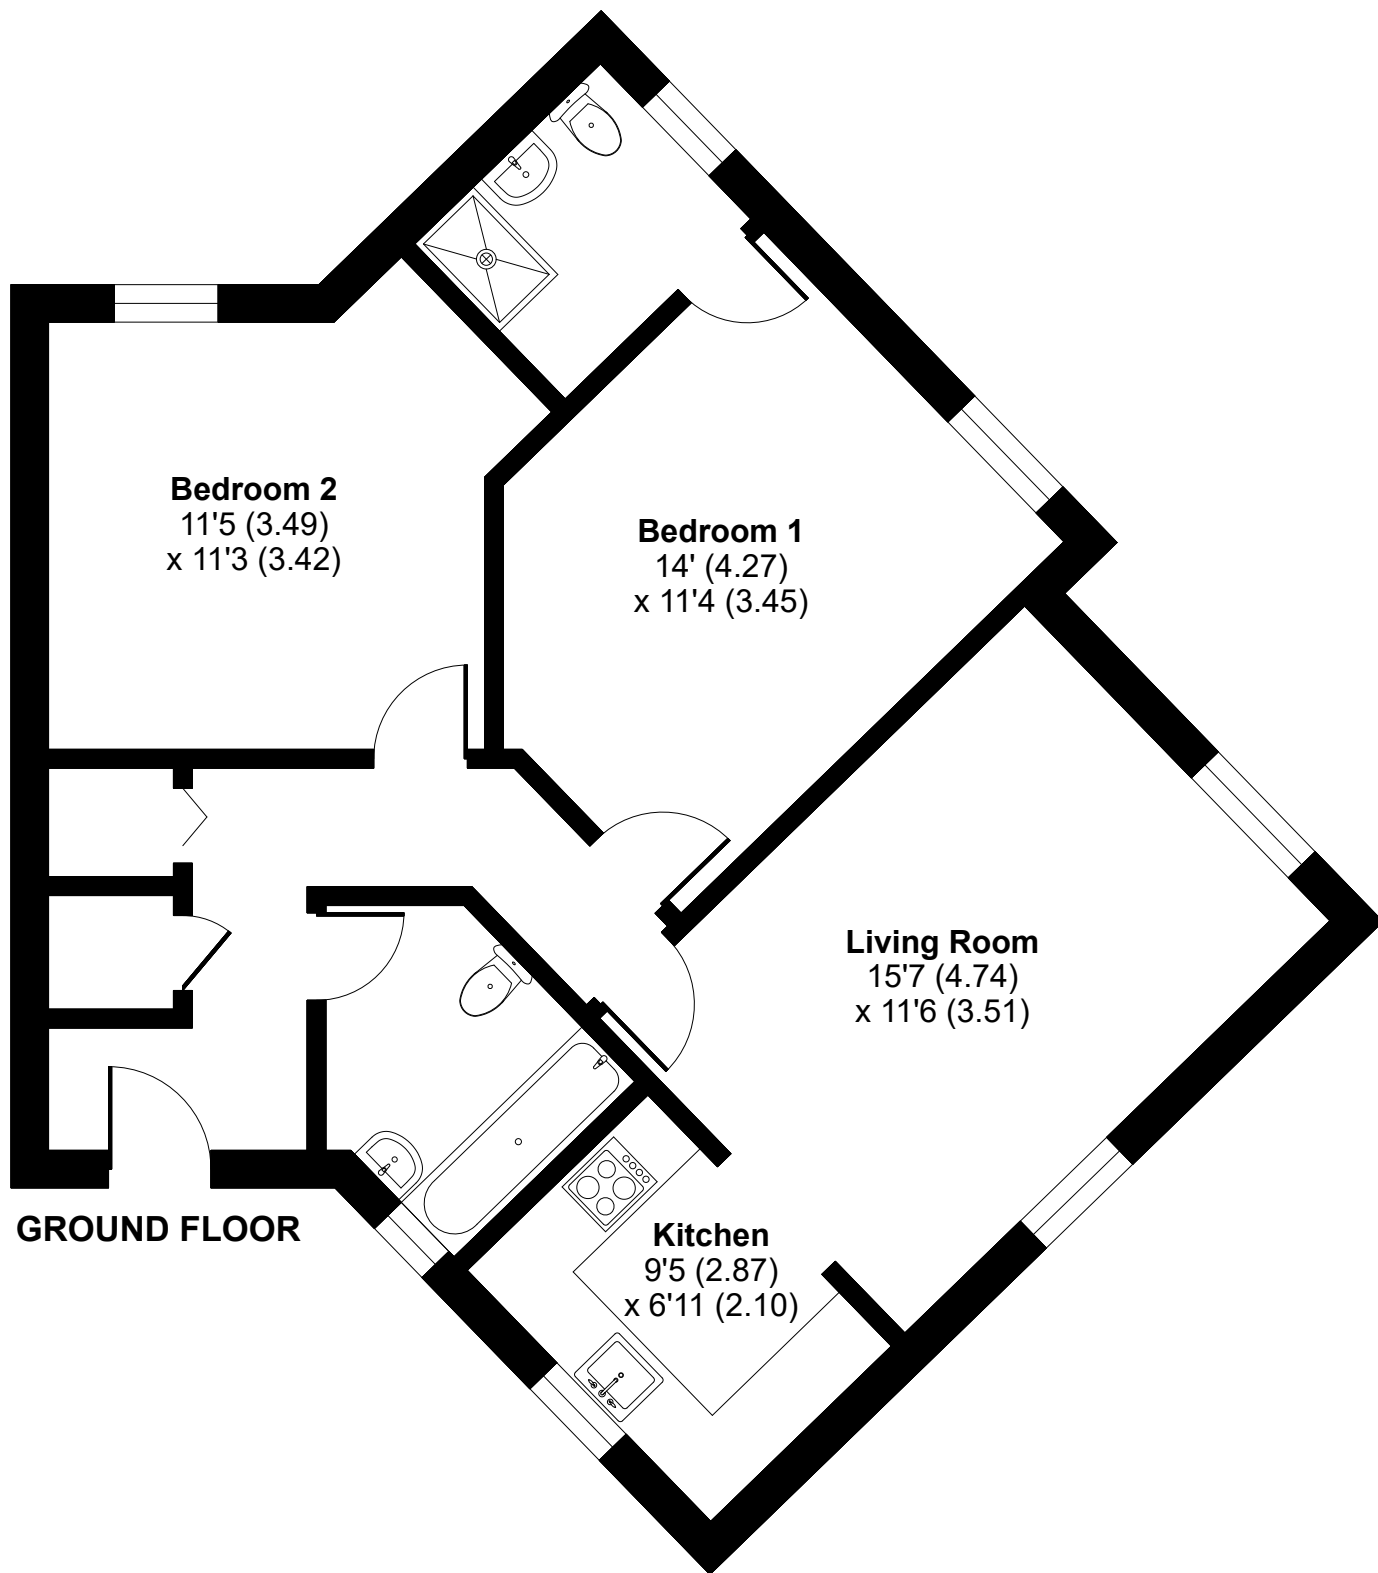 Bedroom 2
11'5 (3.49)
x 11'3 (3.42)
Bedroom 1
14' (4.27)
x 11'4 (3.45)
Living Room
15'7 (4.74)
x 11'6 (3.51)
Kitchen
9'5 (2.87)
x 6'11 (2.10)
GROUND FLOOR